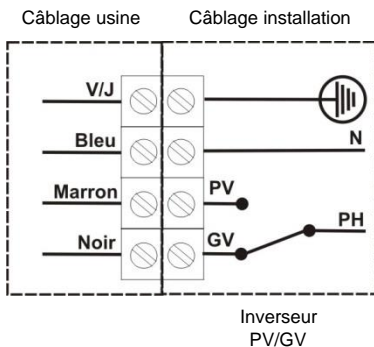 Câblage usine
Câblage installation
V/J
Bleu
N
Marron
PV
Noir
GV
PH
Inverseur
PV/GV